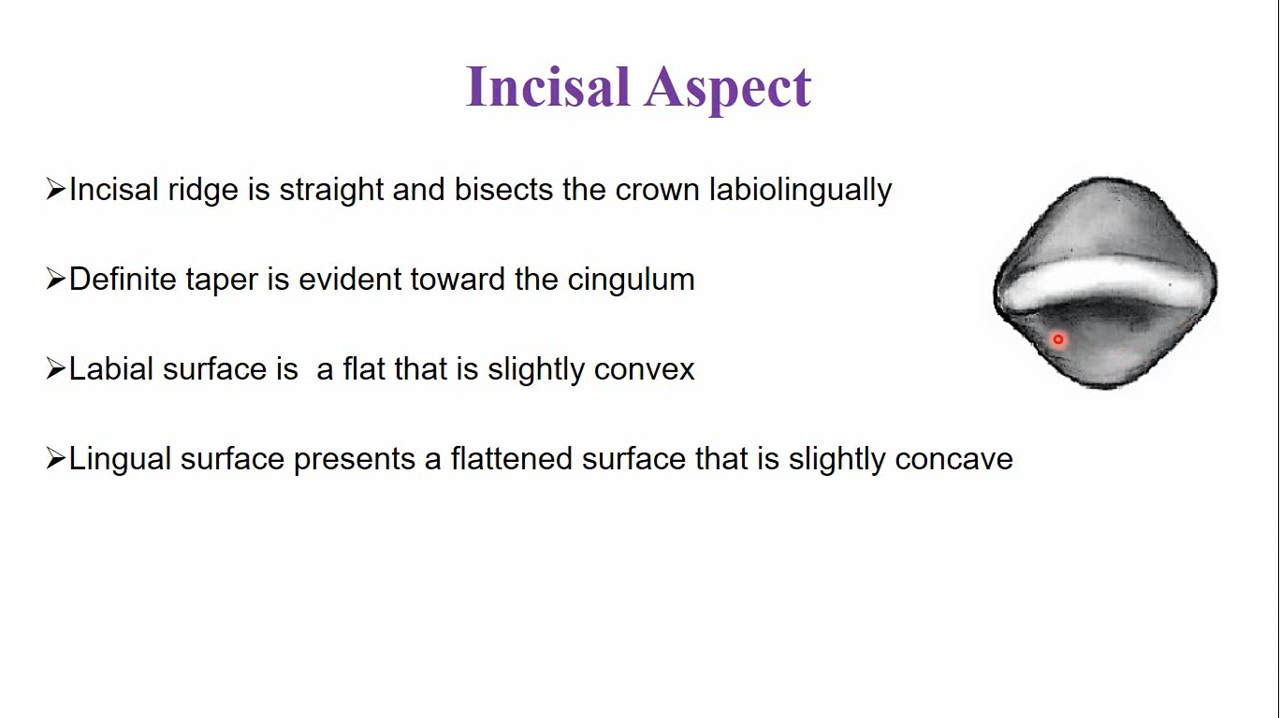 Incisal Aspect
➢Incisal ridge is straight and bisects the crown labiolingually
➢Definite taper is evident toward the cingulum
➢Labial surface is  a flat that is slightly convex
➢Lingual surface presents a flattened surface that is slightly concave